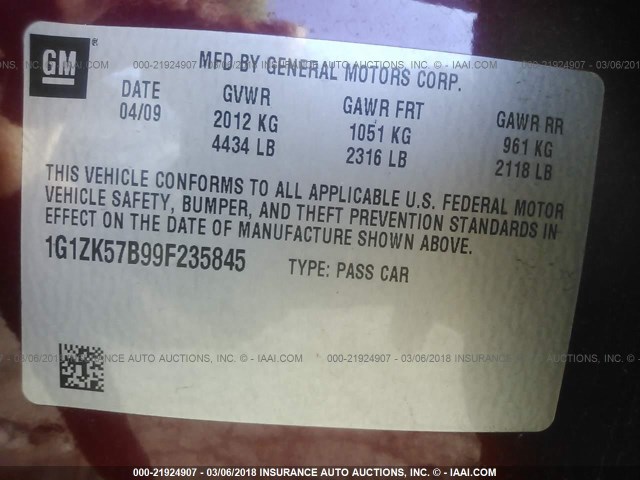 GM
MFD BY GENERAL MOTORS CORP.
DATE GVWR GAWR FRT GAWR RR
04/09 2012 KG 1051 KG 961 KG
4434 LB 2316 LB 2118 LB
THIS VEHICLE CONFORMS TO ALL APPLICABLE U.S. FEDERAL MOTOR
VEHICLE SAFETY, BUMPER, AND THEFT PREVENTION STANDARDS IN
EFFECT ON THE DATE OF MANUFACTURE SHOWN ABOVE.
1G1ZK57B99F235845 TYPE: PASS CAR
000-21924907 - 03/06/2018 INSURANCE AUTO AUCTIONS, INC. © - IAAI.COM